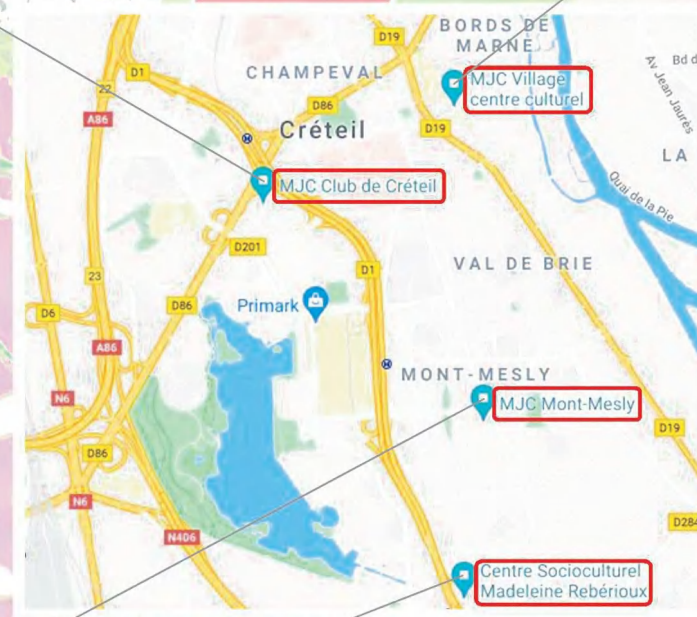 BORDS DE
MARNE
D19
Bd d
D1
CHAMPEVAL
MJC Village
centre culturel
Av Jean Jaurès
22
D86
A86
Créteil
D19
LA
MJC Club de Créteil
Quai de la Pie
D201
VAL DE BRIE
D1
23
Primark
D86
D6
A86
MONT-MESLY
N6
MJC Mont-Mesly
D19
D86
N6
D284
N406
Centre Socioculturel
Madeleine Rebérioux